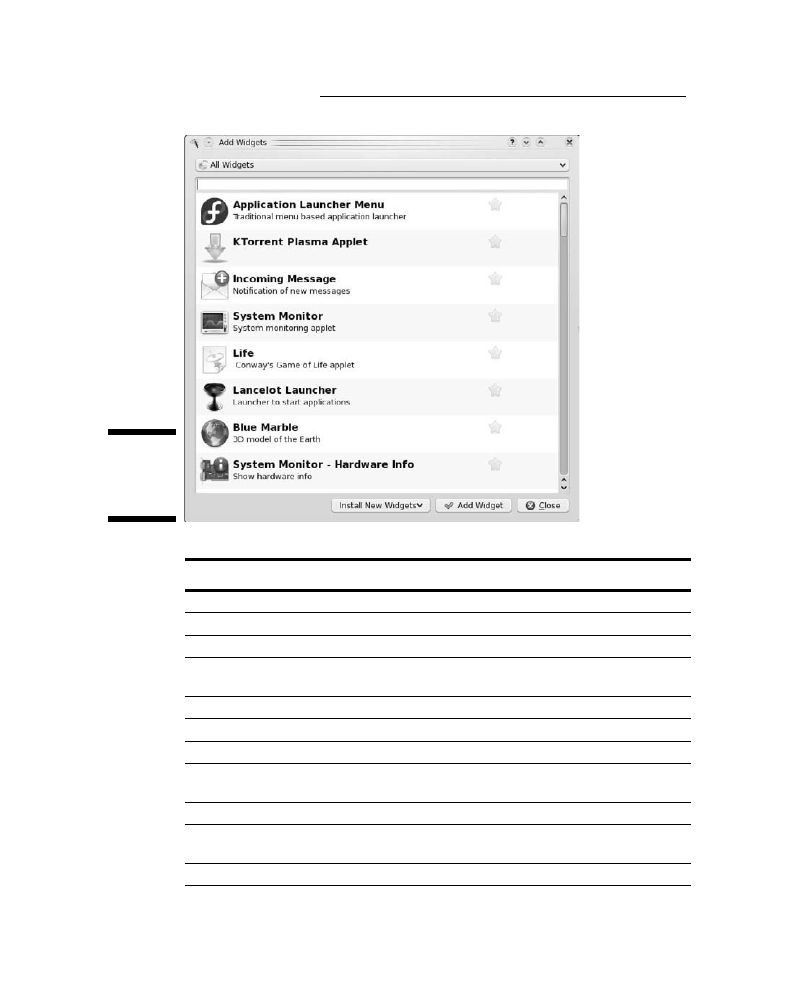 Add Widgets
All Widgets
Application Launcher Menu
Traditional menu based application launcher
KTorrent Plasma Applet
Incoming Message
Notification of new messages
System Monitor
System monitoring applet
Life
Conway's Game of Life applet
Lancelot Launcher
Launcher to start applications
Blue Marble
3D model of the Earth
System Monitor - Hardware Info
Show hardware info
Install New Widgets
Add Widget
Close